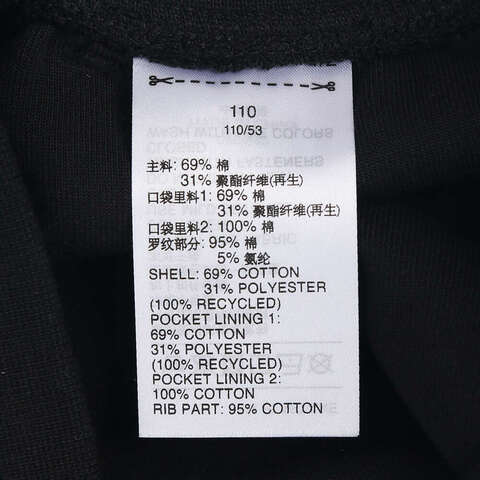 110
110/53
主料: 69% 棉
31% 聚酯纤维(再生)
口袋里料1: 69% 棉
31% 聚酯纤维(再生)
口袋里料2: 100% 棉
罗纹部分: 95% 棉
5% 氨纶
SHELL: 69% COTTON
31% POLYESTER
(100% RECYCLED)
POCKET LINING 1:
69% COTTON
31% POLYESTER
(100% RECYCLED)
POCKET LINING 2:
100% COTTON
RIB PART: 95% COTTON